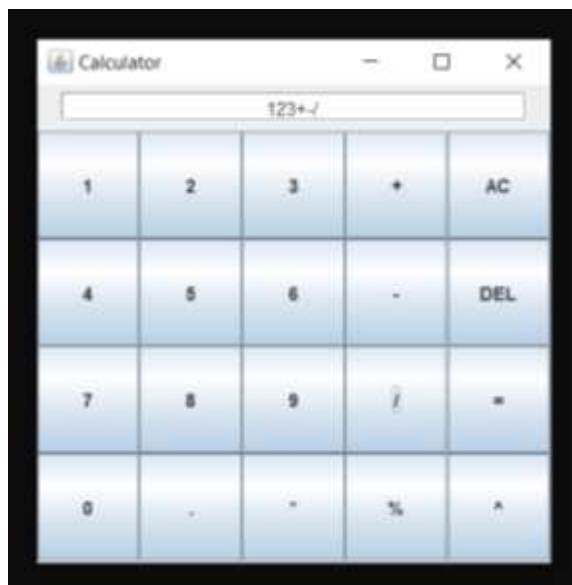 Calculator
123+-/
1 2 3 + AC
4 5 6 - DEL
7 8 9 / =
0 . % ^